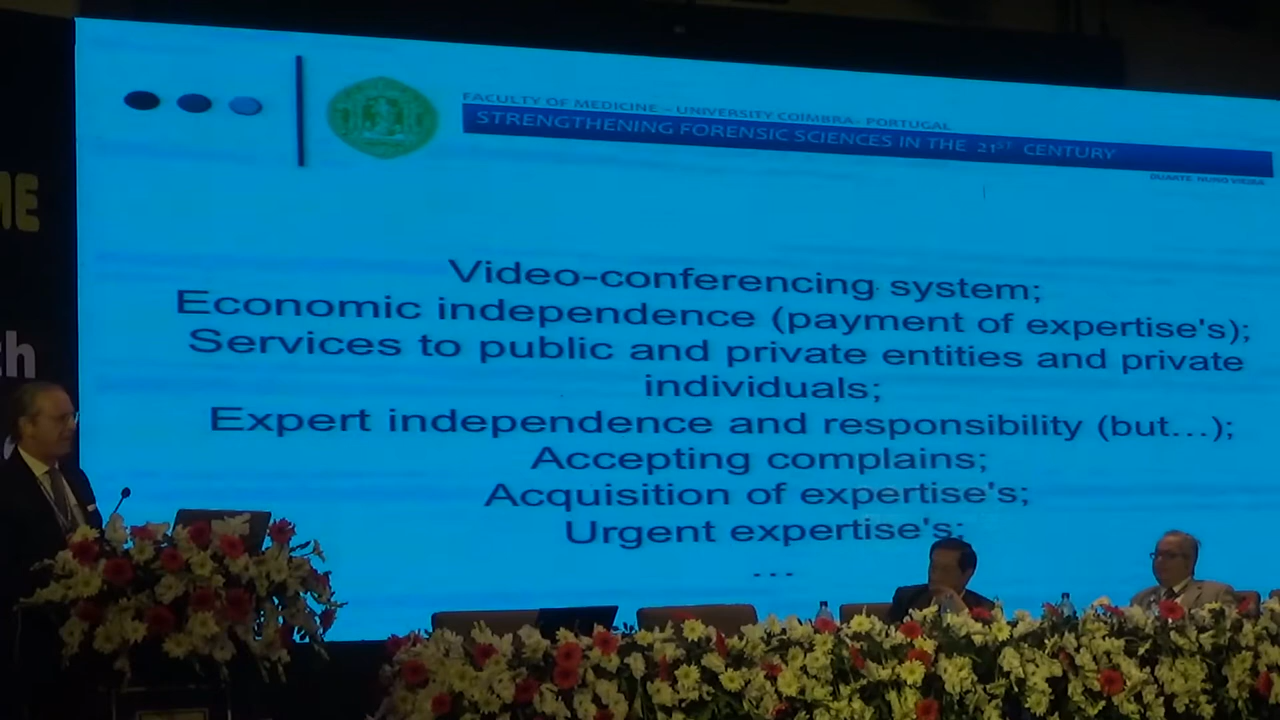 FACULTY OF MEDICINE – UNIVERSITY COIMBRA- PORTUGAL
STRENGTHENING FORENSIC SCIENCES IN THE 21ST CENTURY
DUARTE NUNO VIEIRA
Video-conferencing system;
Economic independence (payment of expertise's);
Services to public and private entities and private
individuals;
Expert independence and responsibility (but...);
Accepting complains;
Acquisition of expertise's;
Urgent expertise's;
...